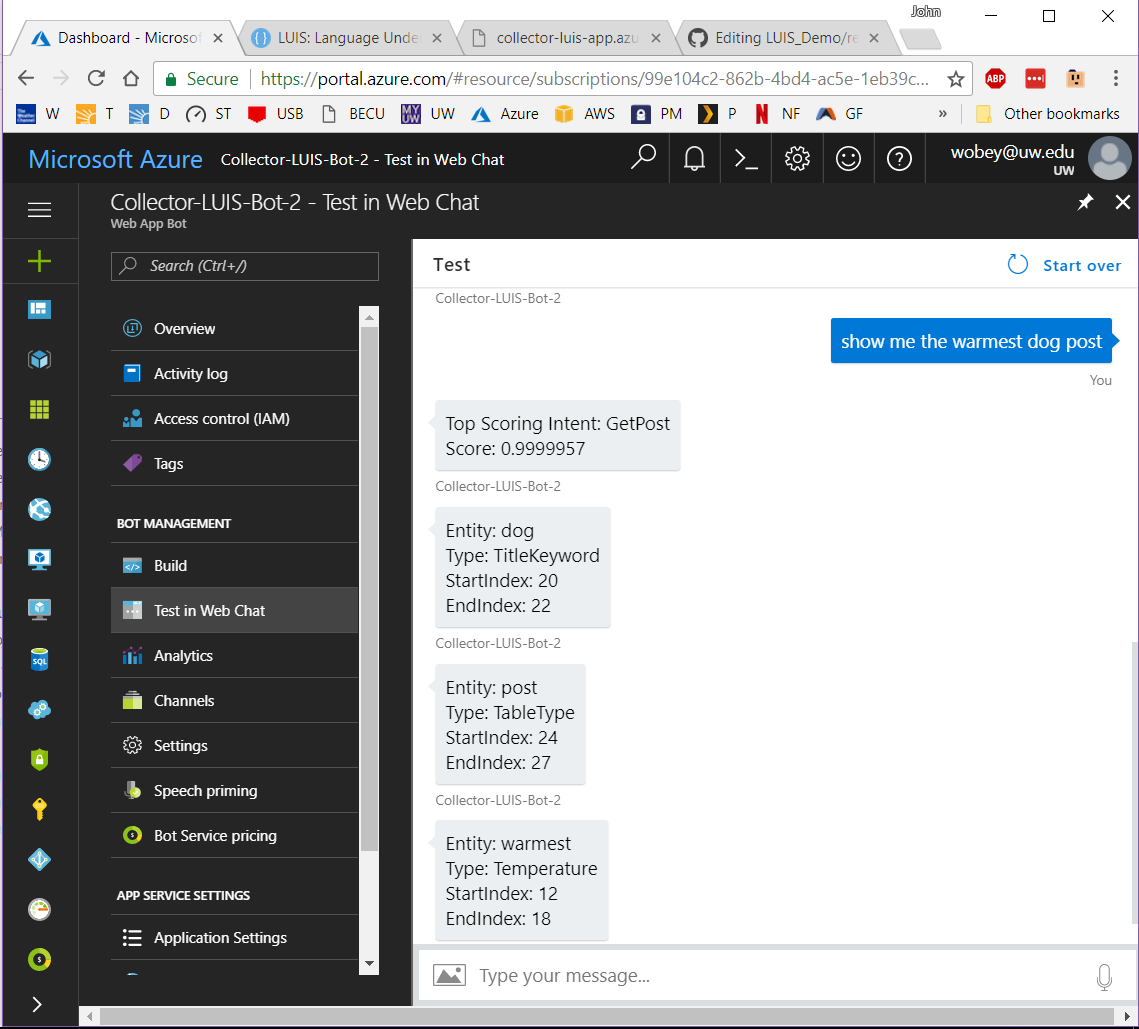 John
Dashboard - Microsof
LUIS: Language Unde
collector-luis-app.azu
Editing LUIS_Demo/re
Secure
https://portal.azure.com/#resource/subscriptions/99e104c2-862b-4bd4-ac5e-1eb39c...
ABP
W
T
D
ST
USB
BECU
MY UW
UW
Azure
AWS
PM
P
NF
GF
»
Other bookmarks
Microsoft Azure
Collector-LUIS-Bot-2 - Test in Web Chat
wobey@uw.edu
UW
Collector-LUIS-Bot-2 - Test in Web Chat
Web App Bot
Search (Ctrl+/)
Overview
Activity log
Access control (IAM)
Tags
BOT MANAGEMENT
Build
Test in Web Chat
Analytics
Channels
Settings
Speech priming
Bot Service pricing
APP SERVICE SETTINGS
Application Settings
SQL
Test
Start over
Collector-LUIS-Bot-2
show me the warmest dog post
You
Top Scoring Intent: GetPost
Score: 0.9999957
Collector-LUIS-Bot-2
Entity: dog
Type: TitleKeyword
StartIndex: 20
EndIndex: 22
Collector-LUIS-Bot-2
Entity: post
Type: TableType
StartIndex: 24
EndIndex: 27
Collector-LUIS-Bot-2
Entity: warmest
Type: Temperature
StartIndex: 12
EndIndex: 18
Type your message...